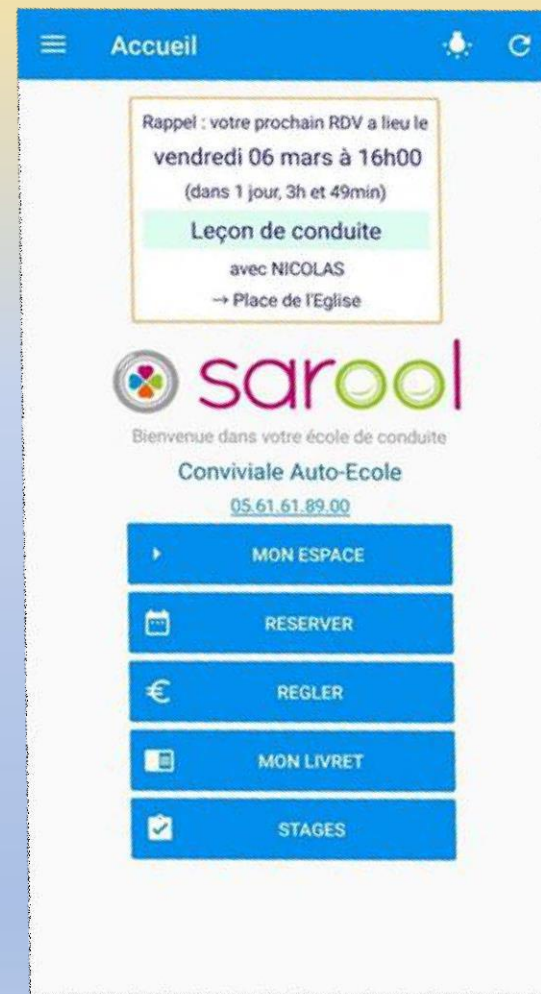 Accueil
Rappel : votre prochain RDV a lieu le
vendredi 06 mars à 16h00
(dans 1 jour, 3h et 49min)
Leçon de conduite
avec NICOLAS
→ Place de l'Eglise
sarool
Bienvenue dans votre école de conduite
Conviviale Auto-Ecole
05.61.61.89.00
MON ESPACE
RESERVER
€ REGLER
MON LIVRET
STAGES